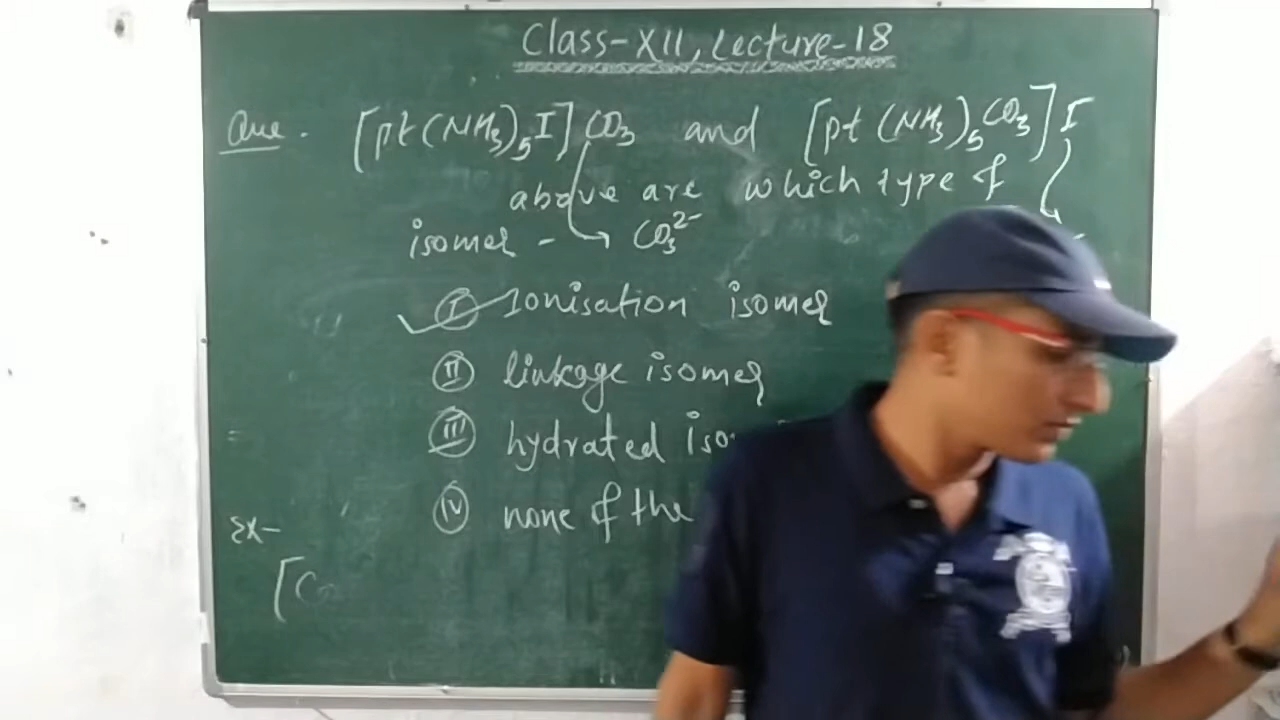 Class-XII, Lecture-18
Que. [pt(NH3)5I]CO3 and [pt(NH3)5CO3]I
above are which type of
isomer - CO3^2-
I Ionisation isomer
II linkage isomer
III hydrated
IV none of the
Ex-